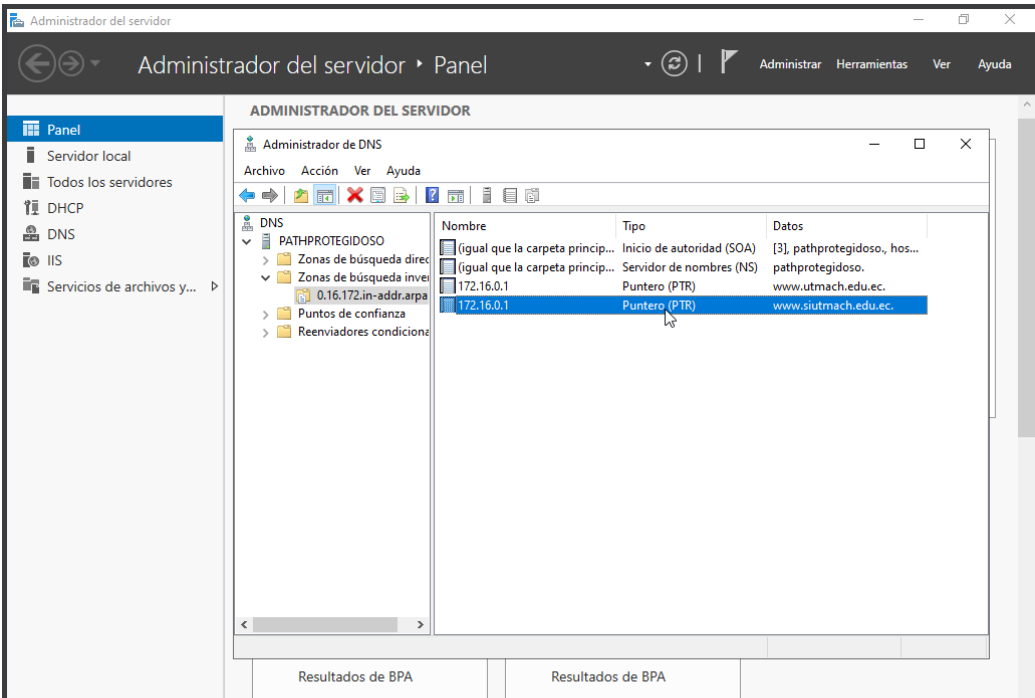 Administrador del servidor
Administrador del servidor • Panel
Administrar Herramientas Ver Ayuda
Panel
Servidor local
Todos los servidores
DHCP
DNS
IIS
Servicios de archivos y...
ADMINISTRADOR DEL SERVIDOR
Administrador de DNS
Archivo Acción Ver Ayuda
DNS
PATHPROTEGIDOSO
Zonas de búsqueda direc
Zonas de búsqueda inver
0.16.172.in-addr.arpa
Puntos de confianza
Reenviadores condiciona
Nombre Tipo Datos
(igual que la carpeta princip... Inicio de autoridad (SOA) [3], pathprotegidoso., hos...
(igual que la carpeta princip... Servidor de nombres (NS) pathprotegidoso.
172.16.0.1 Puntero (PTR) www.utmach.edu.ec.
172.16.0.1 Puntero (PTR) www.siutmach.edu.ec.
Resultados de BPA Resultados de BPA